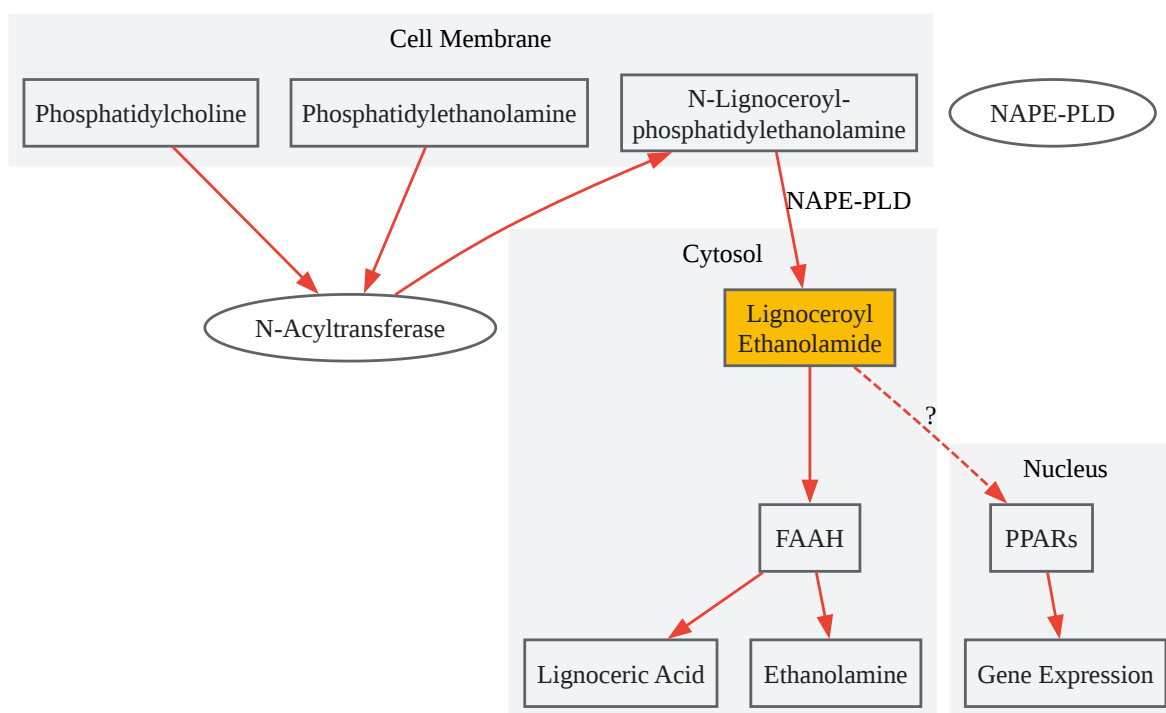 Cell Membrane
Phosphatidylcholine
Phosphatidylethanolamine
N-Lignoceroyl-
phosphatidylethanolamine
NAPE-PLD
NAPE-PLD
Cytosol
N-Acyltransferase
Lignoceroyl
Ethanolamide
?
Nucleus
FAAH
PPARs
Lignoceric Acid
Ethanolamine
Gene Expression